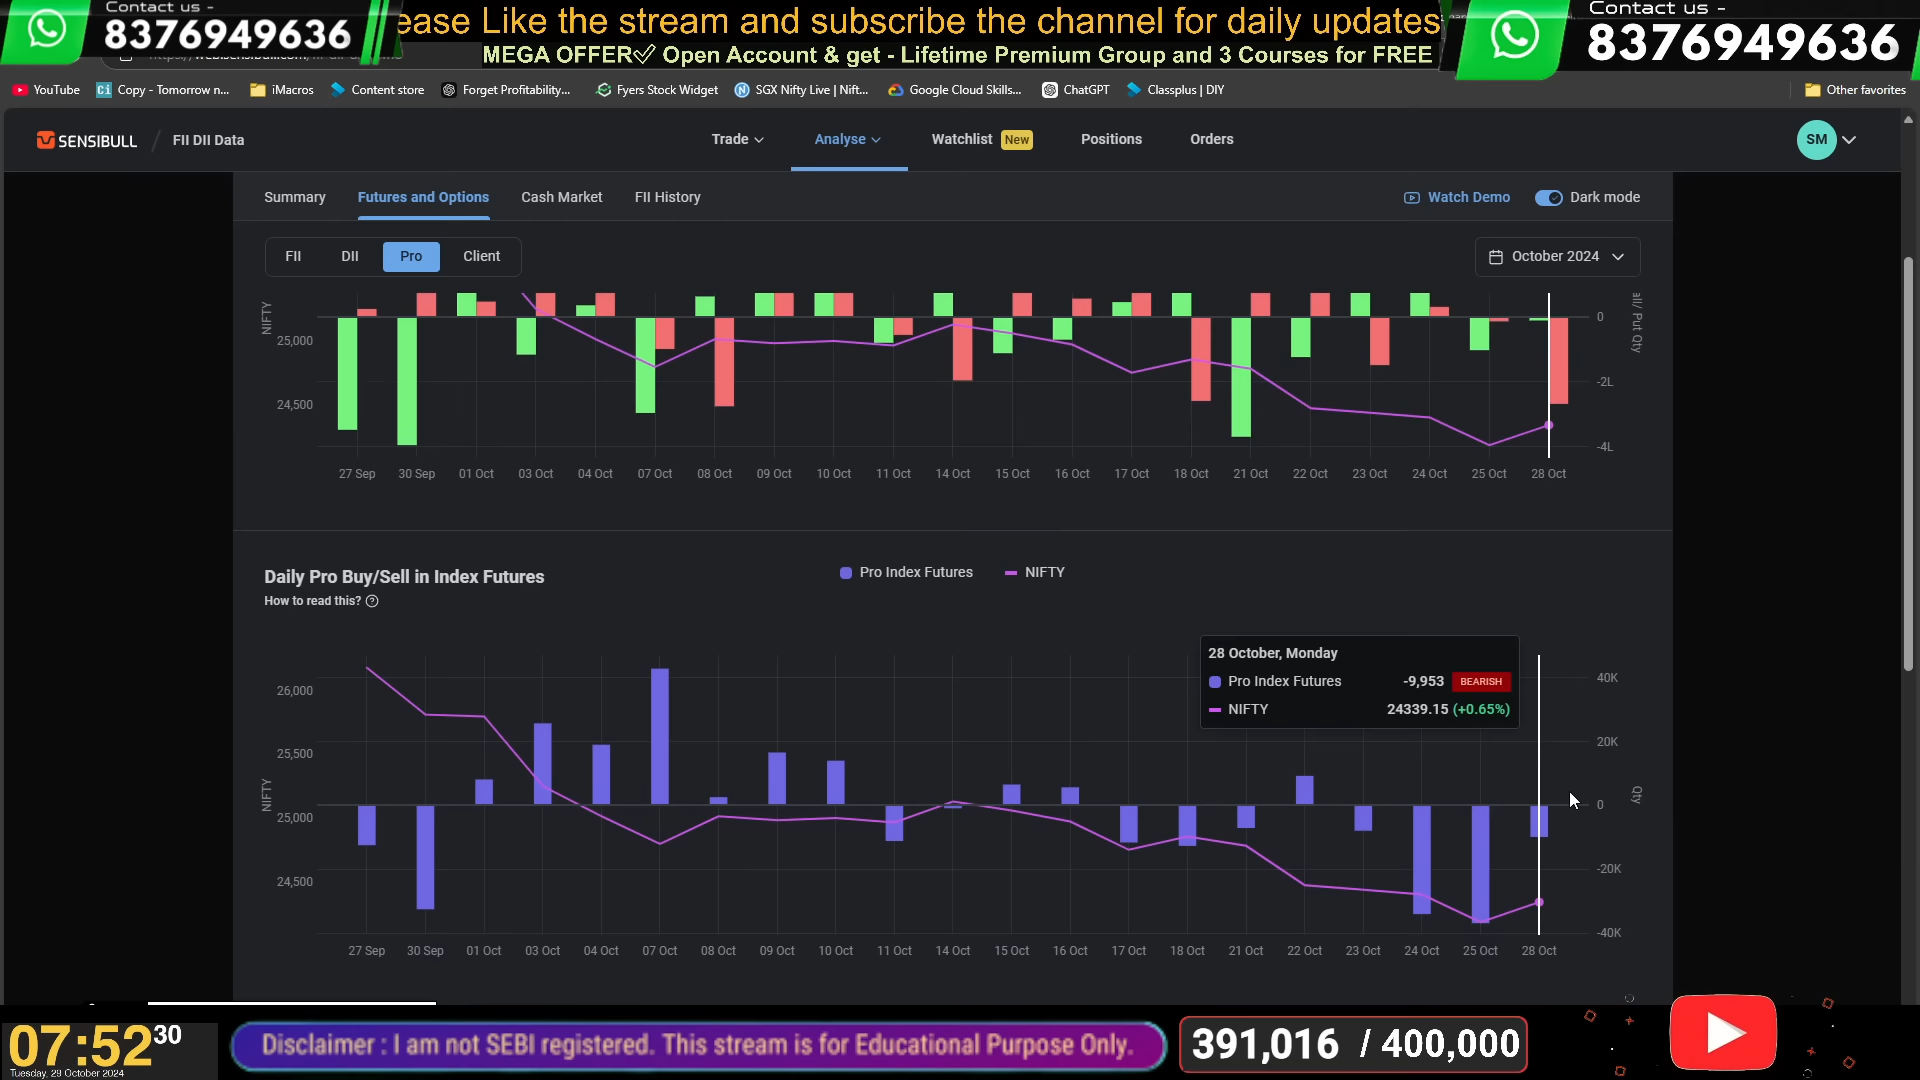 Contact us -
8376949636
ease Like the stream and subscribe the channel for daily updates
MEGA OFFER✅ Open Account & get - Lifetime Premium Group and 3 Courses for FREE
Contact us -
8376949636
YouTube
Copy - Tomorrow n...
iMacros
Content store
Forget Profitability...
Fyers Stock Widget
SGX Nifty Live | Nift...
Google Cloud Skills...
ChatGPT
Classplus | DIY
Other favorites
SENSIBULL / FII DII Data
Trade
Analyse
Watchlist New
Positions
Orders
SM
Summary
Futures and Options
Cash Market
FII History
Watch Demo
Dark mode
FII
DII
Pro
Client
October 2024
NIFTY
25,000
24,500
all/ Put Qty
0
-2L
-4L
27 Sep 30 Sep 01 Oct 03 Oct 04 Oct 07 Oct 08 Oct 09 Oct 10 Oct 11 Oct 14 Oct 15 Oct 16 Oct 17 Oct 18 Oct 21 Oct 22 Oct 23 Oct 24 Oct 25 Oct 28 Oct
Daily Pro Buy/Sell in Index Futures
How to read this?
Pro Index Futures
NIFTY
28 October, Monday
Pro Index Futures -9,953 BEARISH
NIFTY 24339.15 (+0.65%)
NIFTY
26,000
25,500
25,000
24,500
40K
20K
0
-20K
-40K
Qty
27 Sep 30 Sep 01 Oct 03 Oct 04 Oct 07 Oct 08 Oct 09 Oct 10 Oct 11 Oct 14 Oct 15 Oct 16 Oct 17 Oct 18 Oct 21 Oct 22 Oct 23 Oct 24 Oct 25 Oct 28 Oct
07:52 30
Tuesday, 29 October 2024
Disclaimer : I am not SEBI registered. This stream is for Educational Purpose Only.
391,016 / 400,000